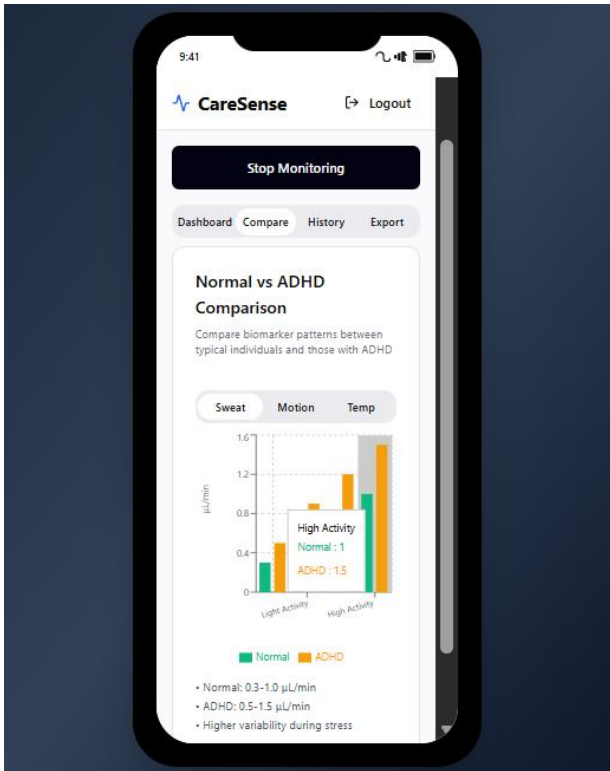 9:41
CareSense
Logout
Stop Monitoring
Dashboard Compare History Export
Normal vs ADHD
Comparison
Compare biomarker patterns between
typical individuals and those with ADHD
Sweat Motion Temp
1.6
1.2
0.8
0.4
0
µL/min
High Activity
Normal : 1
ADHD : 1.5
Light Activity
High Activity
Normal ADHD
• Normal: 0.3-1.0 µL/min
• ADHD: 0.5-1.5 µL/min
• Higher variability during stress